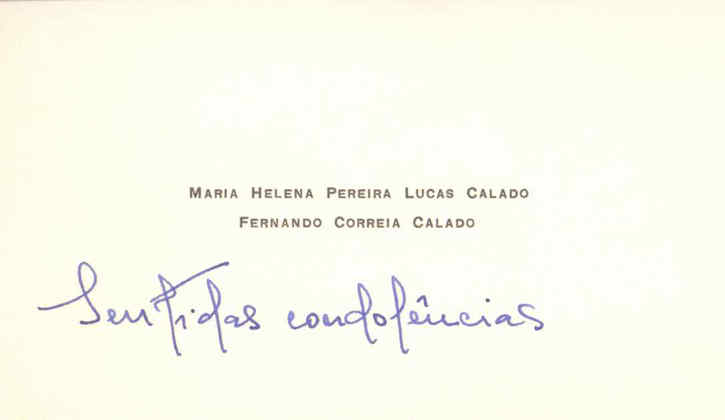 MARIA HELENA PEREIRA LUCAS CALADO
FERNANDO CORREIA CALADO
Sentidas condolências